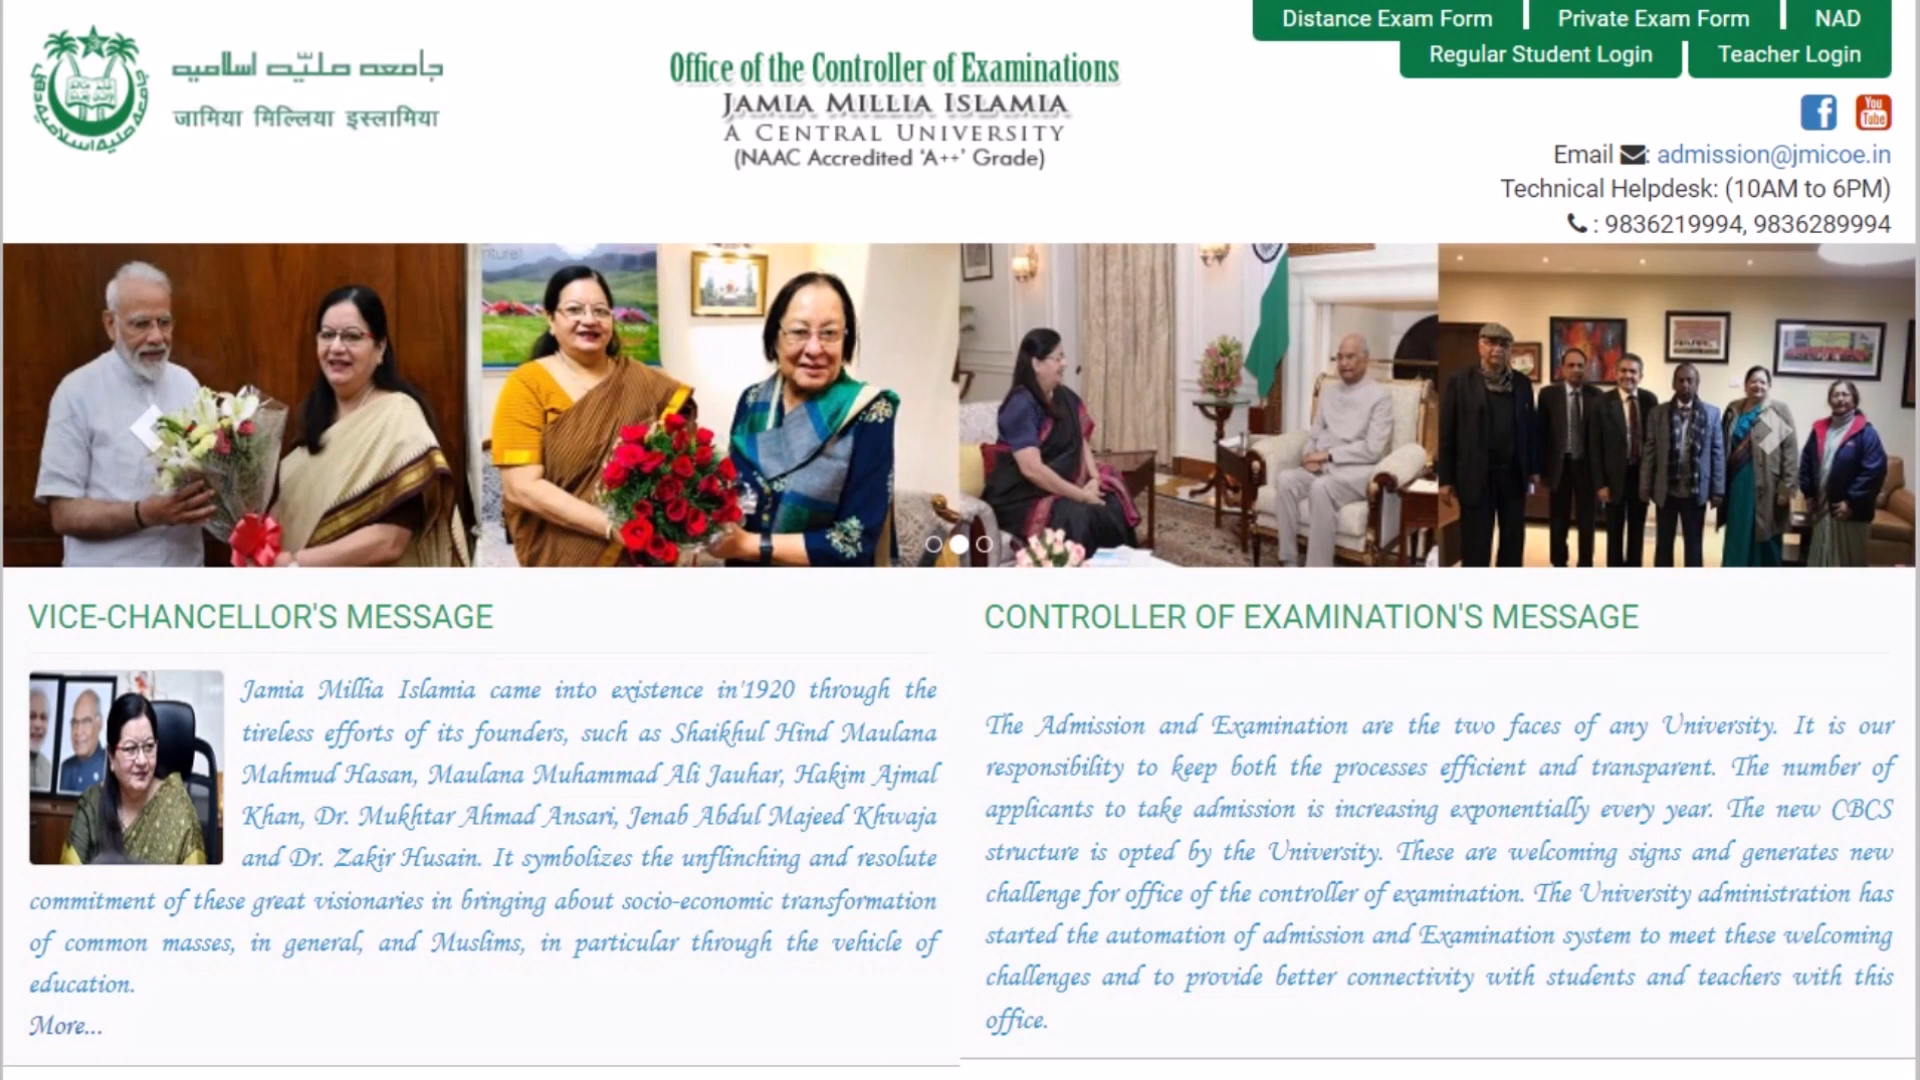 Distance Exam Form
Private Exam Form
NAD
Regular Student Login
Teacher Login
جامعہ ملیّہ اسلامیہ
जामिया मिल्लिया इस्लामिया
Office of the Controller of Examinations
JAMIA MILLIA ISLAMIA
A CENTRAL UNIVERSITY
(NAAC Accredited ‘A++’ Grade)
You
Tube
Email : admission@jmicoe.in
Technical Helpdesk: (10AM to 6PM)
: 9836219994, 9836289994
VICE-CHANCELLOR'S MESSAGE
Jamia Millia Islamia came into existence in'1920 through the
tireless efforts of its founders, such as Shaikhul Hind Maulana
Mahmud Hasan, Maulana Muhammad Ali Jauhar, Hakim Ajmal
Khan, Dr. Mukhtar Ahmad Ansari, Jenab Abdul Majeed Khwaja
and Dr. Zakir Husain. It symbolizes the unflinching and resolute
commitment of these great visionaries in bringing about socio-economic transformation
of common masses, in general, and Muslims, in particular through the vehicle of
education.
More...
CONTROLLER OF EXAMINATION'S MESSAGE
The Admission and Examination are the two faces of any University. It is our
responsibility to keep both the processes efficient and transparent. The number of
applicants to take admission is increasing exponentially every year. The new CBCS
structure is opted by the University. These are welcoming signs and generates new
challenge for office of the controller of examination. The University administration has
started the automation of admission and Examination system to meet these welcoming
challenges and to provide better connectivity with students and teachers with this
office.